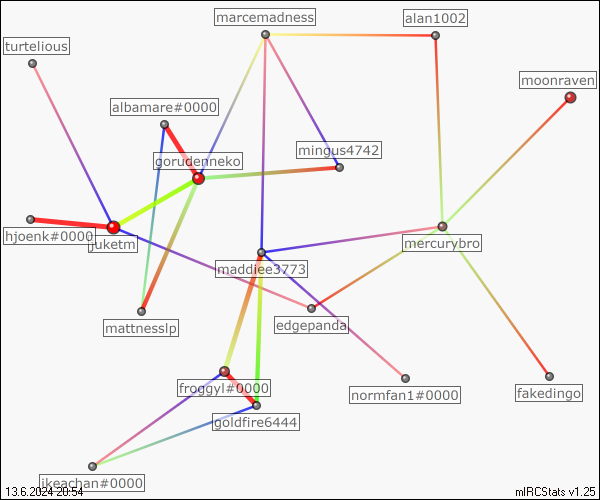 marcemadness
alan1002
turtelious
moonraven
albamare#0000
mingus4742
gorudenneko
hjoenk#0000
juketm
mercurybro
maddiee3773
mattnesslp
edgepanda
froggyl#0000
normfan1#0000
fakedingo
goldfire6444
ikeachan#0000
13.6.2024 20:54
mIRCStats v1.25